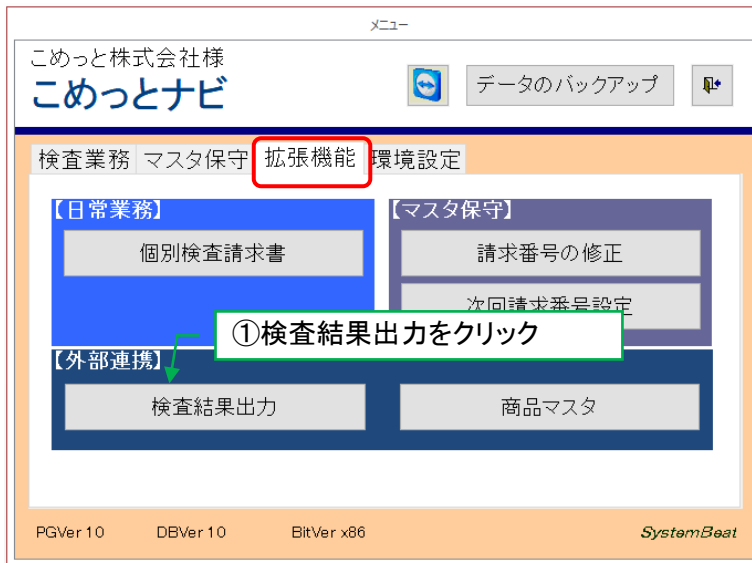 メニュー
こめっと株式会社様
こめっとナビ
データのバックアップ
検査業務 マスタ保守 拡張機能 環境設定
【日常業務】
個別検査請求書
【マスタ保守】
請求番号の修正
次回請求番号設定
①検査結果出力をクリック
【外部連携】
検査結果出力
商品マスタ
PGVer 10 DBVer 10 BitVer x86 SystemBeat